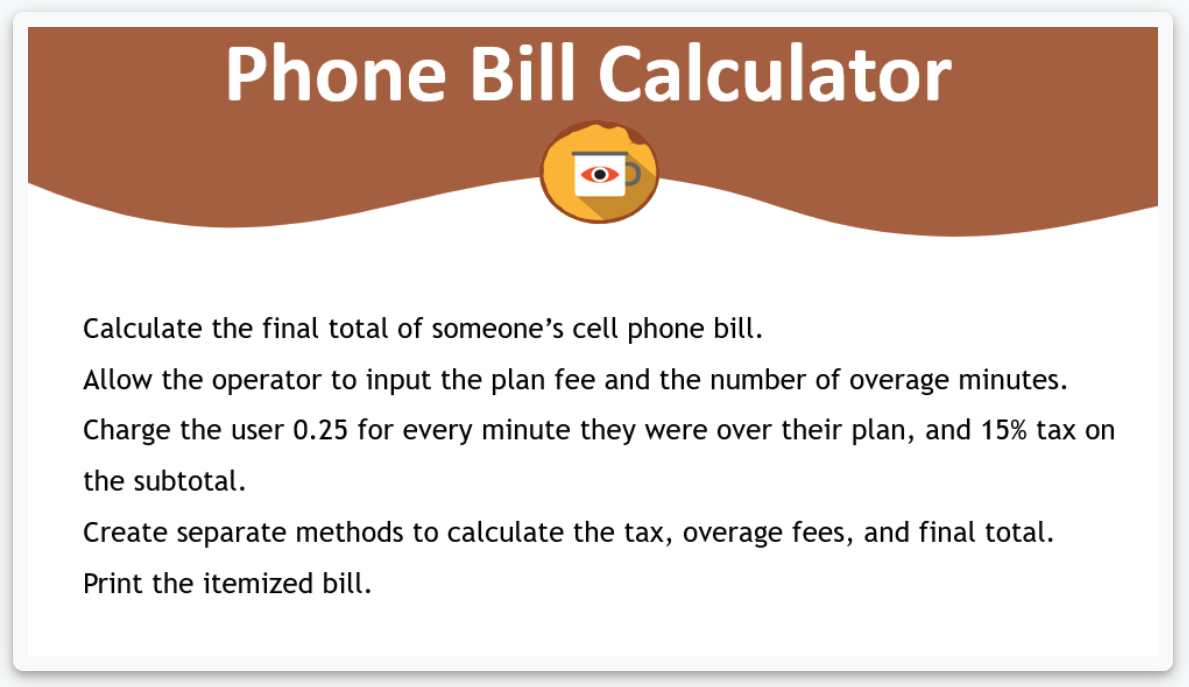 Phone Bill Calculator
Calculate the final total of someone’s cell phone bill.
Allow the operator to input the plan fee and the number of overage minutes.
Charge the user 0.25 for every minute they were over their plan, and 15% tax on
the subtotal.
Create separate methods to calculate the tax, overage fees, and final total.
Print the itemized bill.